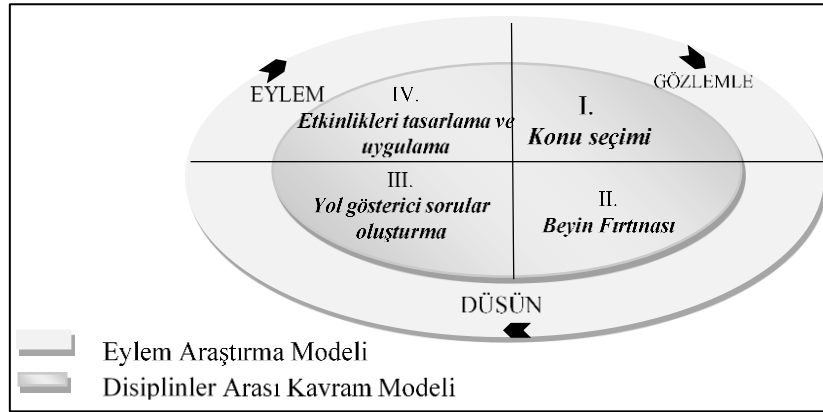 EYLEM
GÖZLEMLE
IV.
Etkinlikleri tasarlama ve
uygulama
I.
Konu seçimi
III.
Yol gösterici sorular
oluşturma
II.
Beyin Fırtınası
DÜSÜN
Eylem Araştırma Modeli
Disiplinler Arası Kavram Modeli